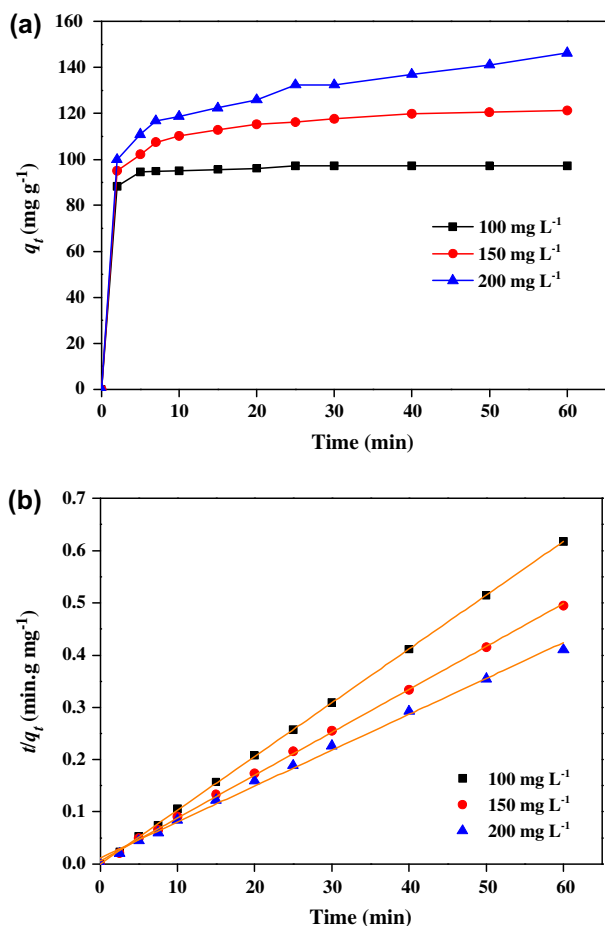 (a)
160
140
120
100
80
60
40
20
0
qt (mg g-1)
100 mg L-1
150 mg L-1
200 mg L-1
0 10 20 30 40 50 60
Time (min)
(b)
0.7
0.6
0.5
0.4
0.3
0.2
0.1
0.0
t/qt (min.g mg-1)
100 mg L-1
150 mg L-1
200 mg L-1
0 10 20 30 40 50 60
Time (min)